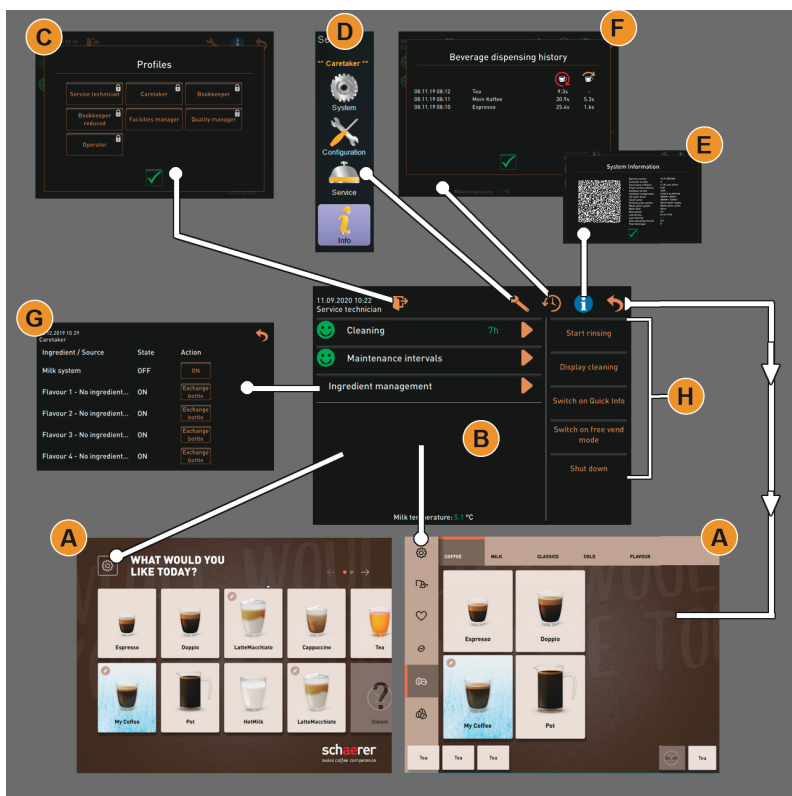 C
D
F
Profiles
Service technician
Caretaker
Bookkeeper
Bookkeeper
reduced
Facilities manager
Quality manager
Operator
Se
** Caretaker **
System
Configuration
Service
Info
Beverage dispensing history
08.11.19 08:12 Tea 9.3s -
08.11.19 08:11 Mein Kaffee 30.9s 5.3s
08.11.19 08:10 Espresso 25.4s 1.6s
Milk temperature: °C
E
System Information
11.09.2020 10:22
Service technician
Cleaning 7h
Maintenance intervals
Ingredient management
Start rinsing
Display cleaning
Switch on Quick Info
Switch on free vend
mode
Shut down
Milk temperature: 5.1 °C
B
H
G
.2019 10 29
Caretaker
Ingredient / Source State Action
Milk system OFF ON
Flavour 1 - No ingredient... ON Exchange
bottle
Flavour 2 - No ingredient... ON Exchange
bottle
Flavour 3 - No ingredient... ON Exchange
bottle
Flavour 4 - No ingredient... ON Exchange
bottle
A
WHAT WOULD YOU
LIKE TODAY?
Espresso
Doppio
LatteMacchiato
Cappuccino
Tea
My Coffee
Pot
HotMilk
LatteMacchiato
Steam
schaerer
swiss coffee competence
A
COFFEE
MILK
CLASSICS
COLD
FLAVOUR
Espresso
Doppio
My Coffee
Pot
Tea
Tea
Tea
Steam
Tea